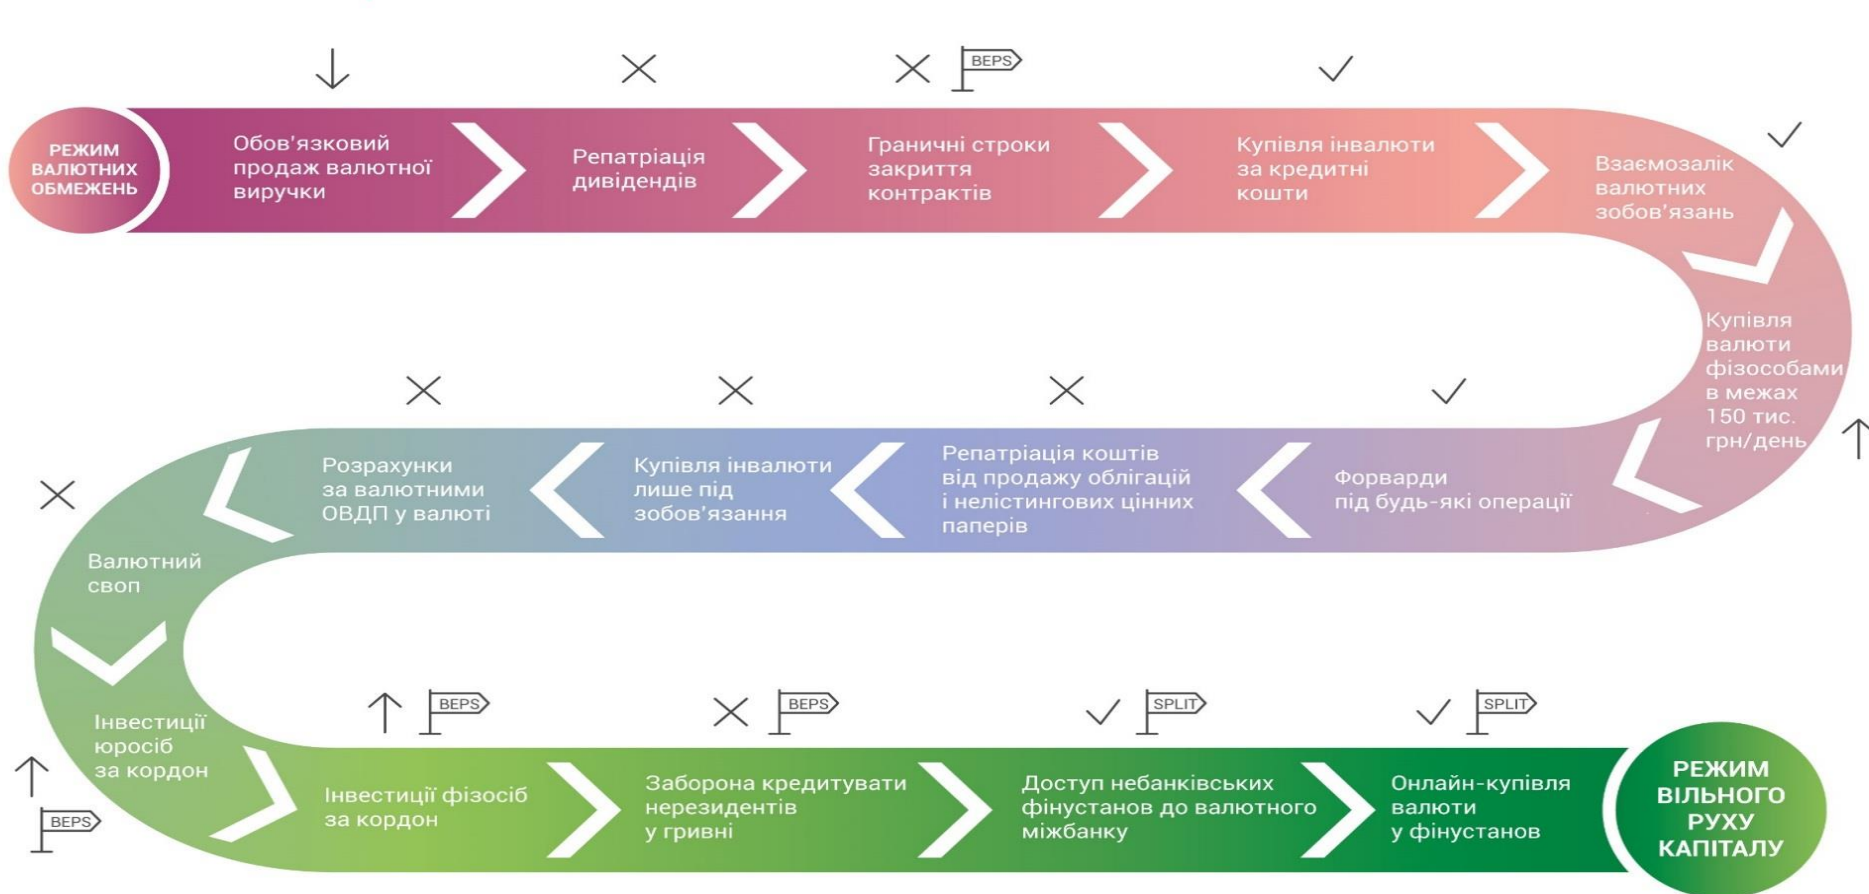 BEPS
РЕЖИМ
ВАЛЮТНИХ
ОБМЕЖЕНЬ
Обов’язковий
продаж валютної
виручки
Репатріація
дивідендів
Граничні строки
закриття
контрактів
Купівля інвалюти
за кредитні
кошти
Взаємозалік
валютних
зобов’язань
Купівля
валюти
фізособами
в межах
150 тис.
грн/день
Форварди
під будь-які операції
Репатріація коштів
від продажу облігацій
і нелістингових цінних
паперів
Купівля інвалюти
лише під
зобов’язання
Розрахунки
за валютними
ОВДП у валюті
Валютний
своп
Інвестиції
юросіб
за кордон
BEPS
BEPS
Інвестиції фізосіб
за кордон
BEPS
Заборона кредитувати
нерезидентів
у гривні
SPLIT
Доступ небанківських
фінустанов до валютного
міжбанку
SPLIT
Онлайн-купівля
валюти
у фінустанов
РЕЖИМ
ВІЛЬНОГО
РУХУ
КАПІТАЛУ